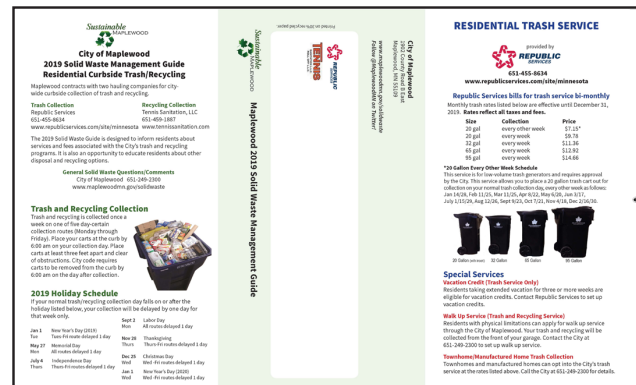 Sustainable
MAPLEWOOD
City of Maplewood
2019 Solid Waste Management Guide
Residential Curbside Trash/Recycling
Maplewood contracts with two hauling companies for city-
wide curbside collection of trash and recycling.
Trash Collection
Republic Services
651-455-8634
www.republicservices.com/site/minnesota
Recycling Collection
Tennis Sanitation, LLC
651-459-1887
www.tennissanitation.com
The 2019 Solid Waste Guide is designed to inform residents about
services and fees associated with the City's trash and recycling
programs. It is also an opportunity to educate residents about other
disposal and recycling options.
General Solid Waste Questions/Comments
City of Maplewood 651-249-2300
www.maplewoodmn.gov/solidwaste
Trash and Recycling Collection
Trash and recycling is collected once a
week on one of five day-certain
collection routes (Monday through
Friday). Place your carts at the curb by
6:00 am on your collection day. Place
carts at least three feet apart and clear
of obstructions. City code requires
carts to be removed from the curb by
6:00 am on the day after collection.
2019 Holiday Schedule
If your normal trash/recycling collection day falls on or after the
holiday listed below, your collection will be delayed by one day for
that week only.
Jan 1 New Year's Day (2019)
Tue Tues-Fri route delayed 1 day
May 27 Memorial Day
Mon All routes delayed 1 day
July 4 Independence Day
Thurs Thurs-Fri routes delayed 1 day
Sept 2 Labor Day
Mon All routes delayed 1 day
Nov 28 Thanksgiving
Thurs Thurs-Fri routes delayed 1 day
Dec 25 Christmas Day
Wed Wed-Fri routes delayed 1 day
Jan 1 New Year's Day (2020)
Wed Wed-Fri routes delayed 1 day
Printed on 30% recycled paper
Sustainable
MAPLEWOOD
Maplewood 2019 Solid Waste Management Guide
REPUBLIC
SERVICES
TENNIS
City of Maplewood
1902 County Road B East
Maplewood, MN 55109
www.maplewoodmn.gov/solidwaste
Follow @MaplewoodMN on Twitter!
RESIDENTIAL TRASH SERVICE
provided by
REPUBLIC
SERVICES
651-455-8634
www.republicservices.com/site/minnesota
Republic Services bills for trash service bi-monthly
Monthly trash rates listed below are effective until December 31,
2019. Rates reflect all taxes and fees.
Size Collection Price
20 gal every other week $7.15*
20 gal weekly $9.78
32 gal weekly $11.36
65 gal weekly $12.92
95 gal weekly $14.66
*20 Gallon Every Other Week Schedule
This service is for low-volume trash generators and requires approval
by the City. This service allows you to place a 20 gallon trash cart out for
collection on your normal trash collection day, every other week as follows:
Jan 14/28, Feb 11/25, Mar 11/25, Apr 8/22, May 6/20, Jun 3/17,
July 1/15/29, Aug 12/26, Sept 9/23, Oct 7/21, Nov 4/18, Dec 2/16/30.
20 Gallon
32 Gallon
65 Gallon
95 Gallon
Special Services
Vacation Credit (Trash Service Only)
Residents taking extended vacation for three or more weeks are
eligible for vacation credits. Contact Republic Services to set up
vacation credits.
Walk Up Service (Trash and Recycling Service)
Residents with physical limitations can apply for walk up service
through the City of Maplewood. Your trash and recycling will be
collected from the front of your garage. Contact the City at
651-249-2300 to set up walk up service.
Townhome/Manufactured Home Trash Collection
Townhomes and manufactured homes can opt into the City's trash
service at the rates listed above. Call the City at 651-249-2300 for details.